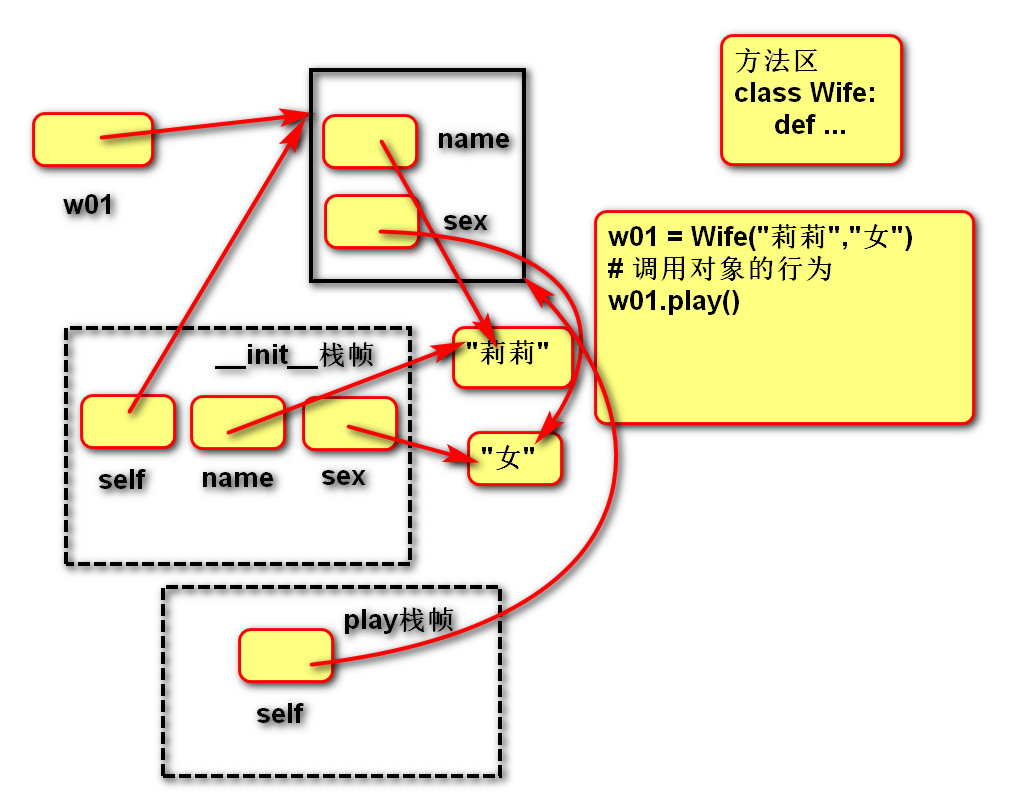 方法区
class Wife:
def ...
name
w01
sex
w01 = Wife("莉莉","女")
# 调用对象的行为
w01.play()
__init__栈帧
"莉莉"
self
name
sex
"女"
play栈帧
self